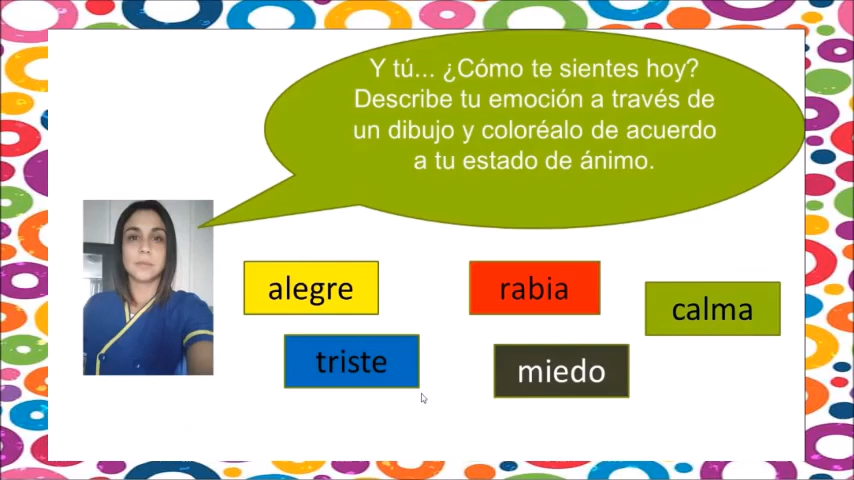 Y tú... ¿Cómo te sientes hoy?
Describe tu emoción a través de
un dibujo y coloréalo de acuerdo
a tu estado de ánimo.
alegre
rabia
calma
triste
miedo